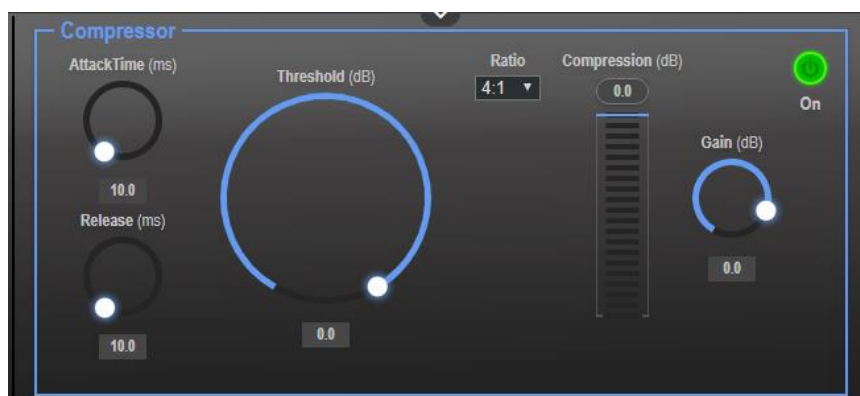 Compressor
AttackTime (ms)
10.0
Release (ms)
10.0
Threshold (dB)
0.0
Ratio
4:1
Compression (dB)
0.0
On
Gain (dB)
0.0